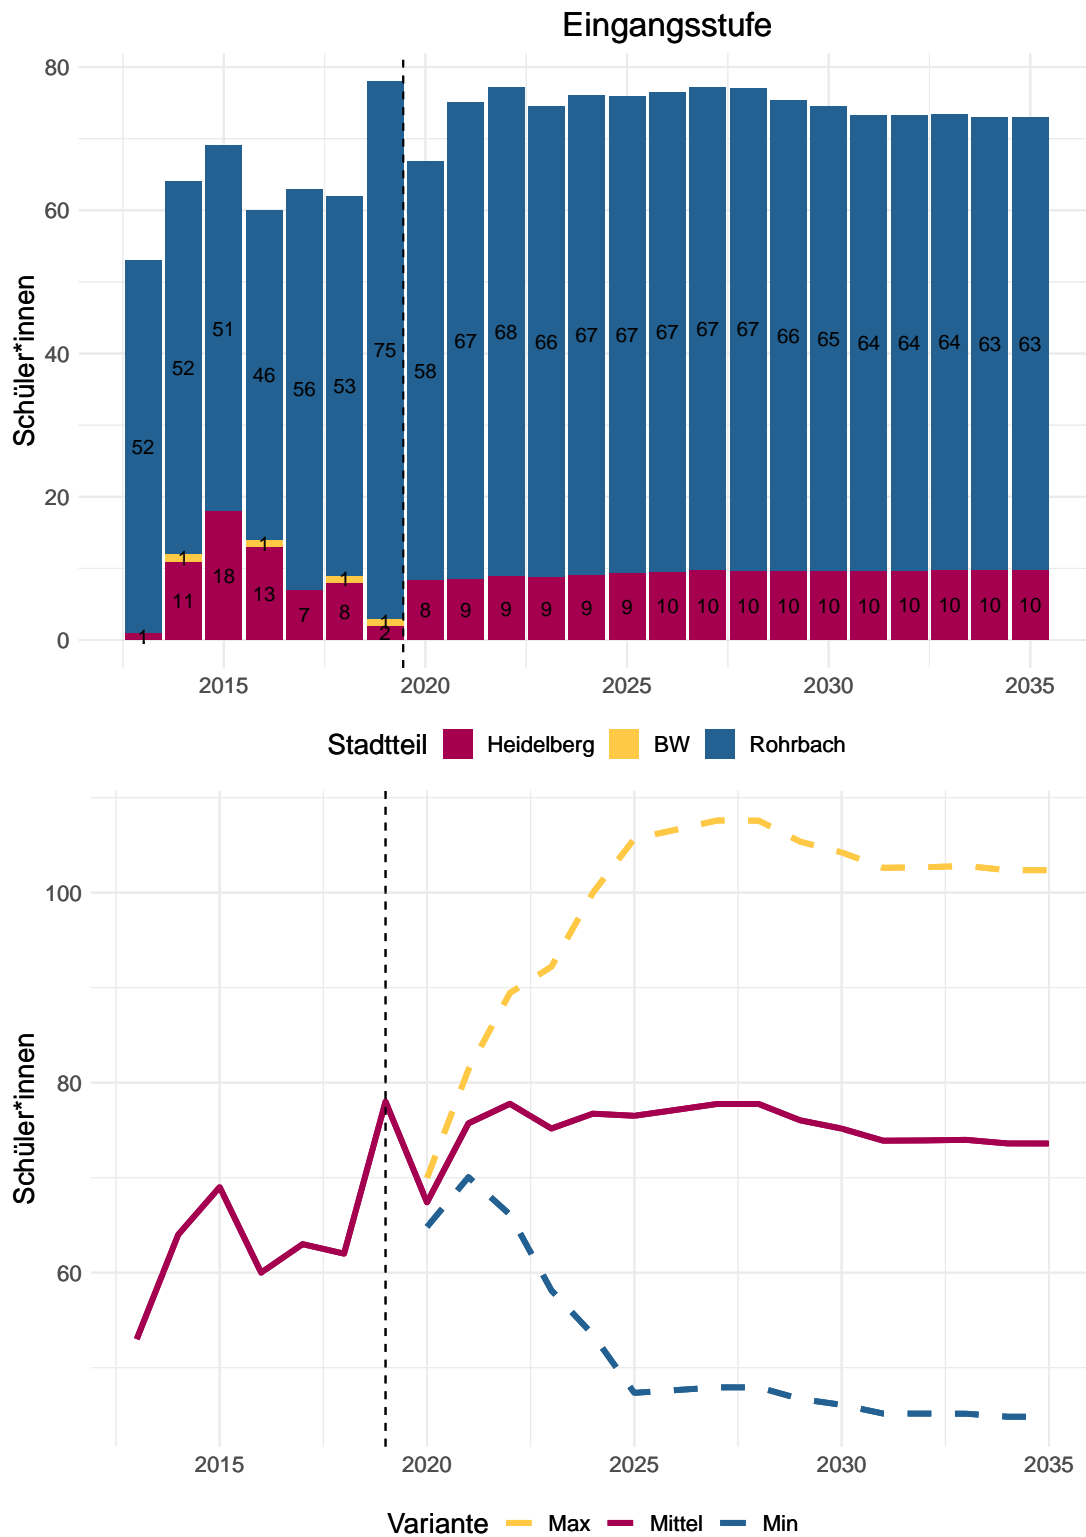 Eingangsstufe
Schüler*innen
80
60
40
20
0
52 52 51 46 56 53 75 58 67 68 66 67 67 67 67 67 66 65 64 64 64 63 63
1 1 1 1
1 11 18 13 7 8 2 8 9 9 9 9 9 10 10 10 10 10 10 10 10 10 10
2015 2020 2025 2030 2035
Stadtteil Heidelberg BW Rohrbach
Schüler*innen
100
80
60
2015 2020 2025 2030 2035
Variante Max Mittel Min